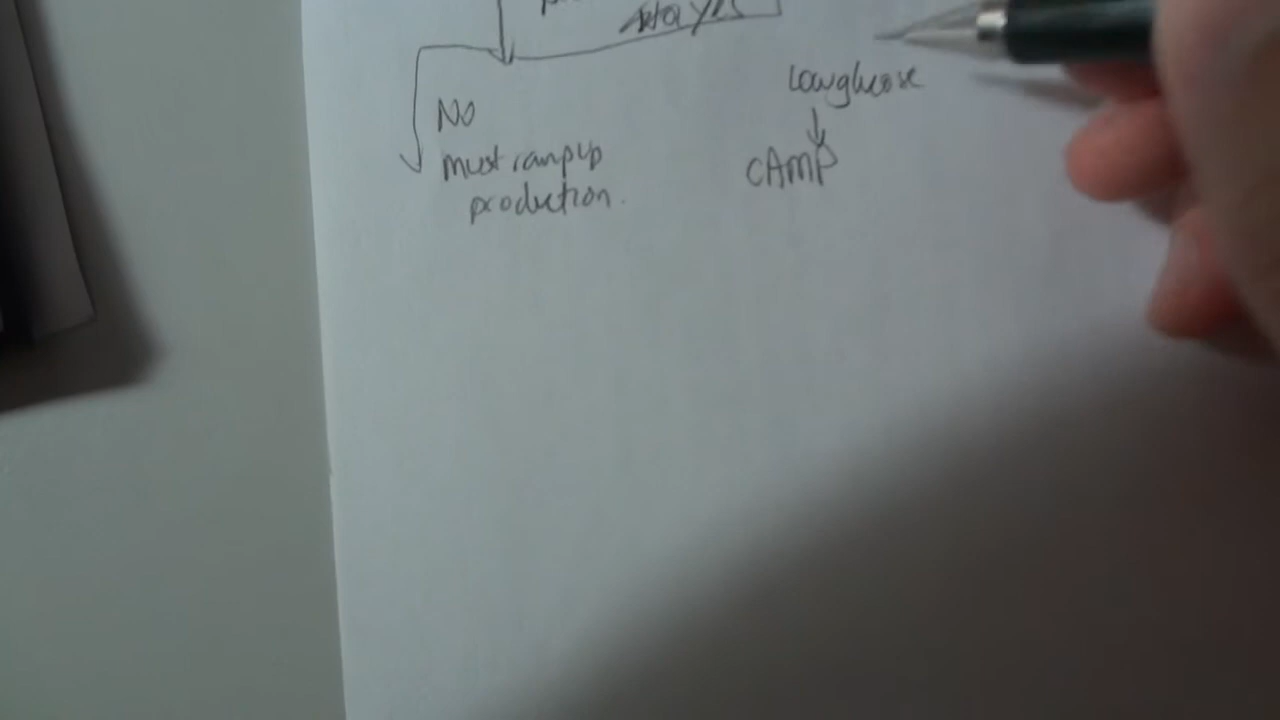 No
must ramp up
production.
low glucose
cAMP